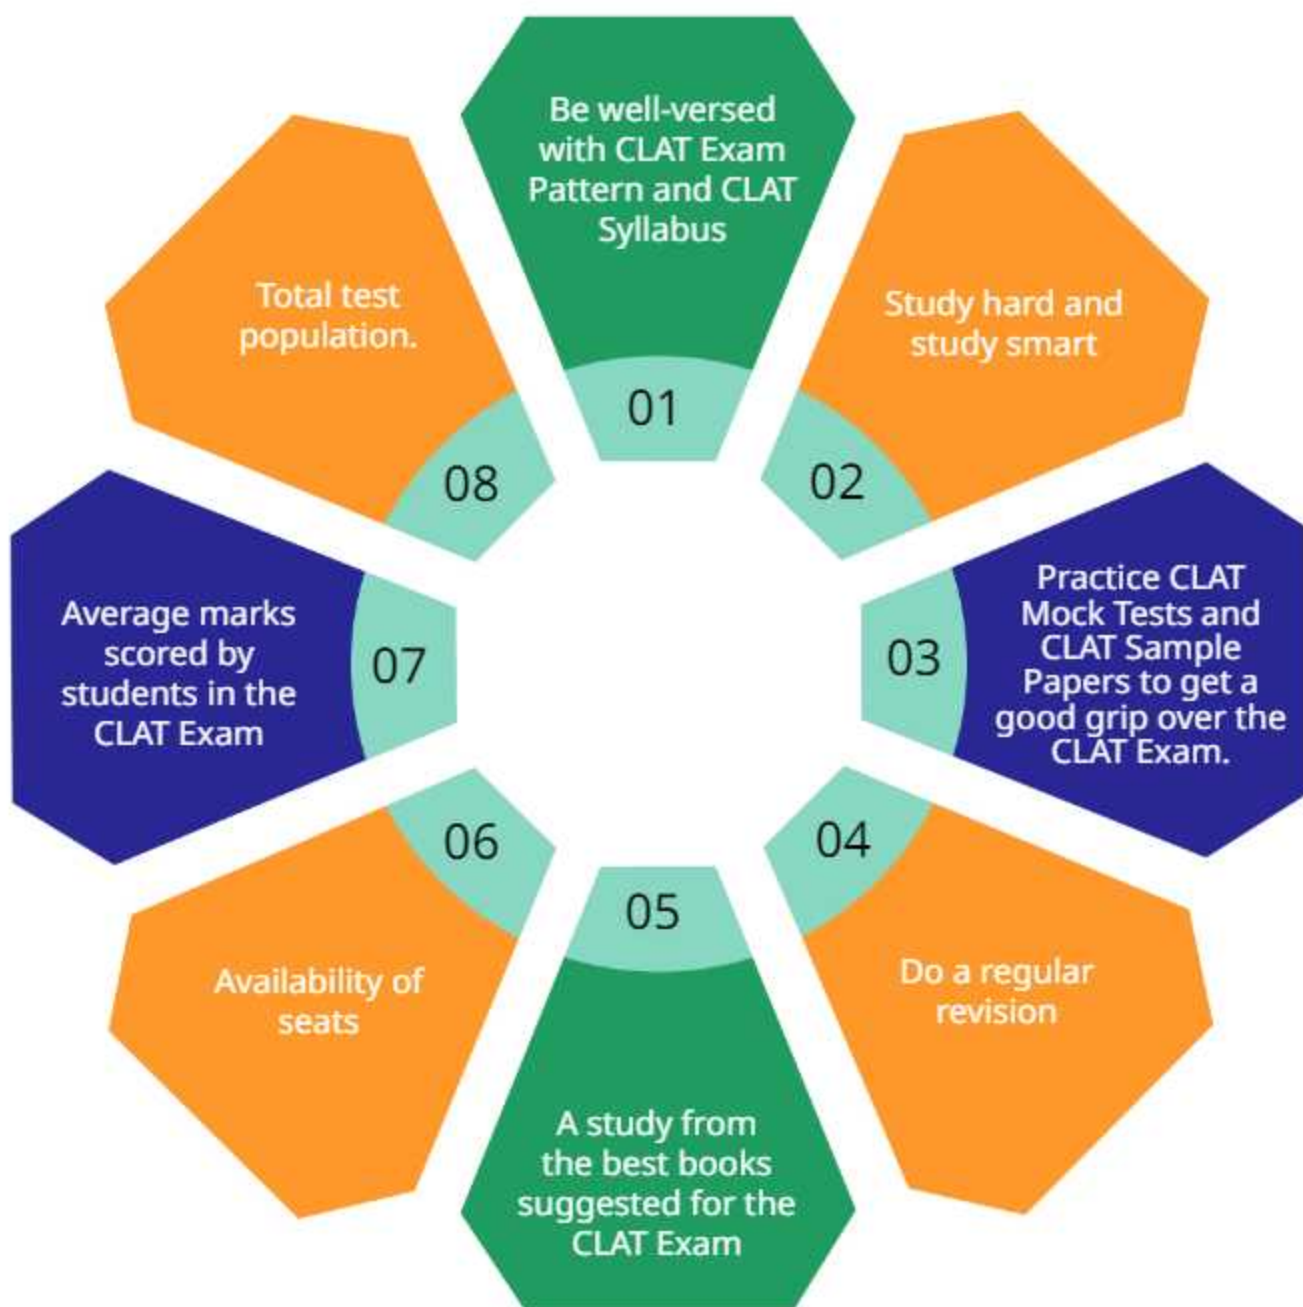 01
Be well-versed
with CLAT Exam
Pattern and CLAT
Syllabus
02
Study hard and
study smart
03
Practice CLAT
Mock Tests and
CLAT Sample
Papers to get a
good grip over the
CLAT Exam.
04
Do a regular
revision
05
A study from
the best books
suggested for the
CLAT Exam
06
Availability of
seats
07
Average marks
scored by
students in the
CLAT Exam
08
Total test
population.